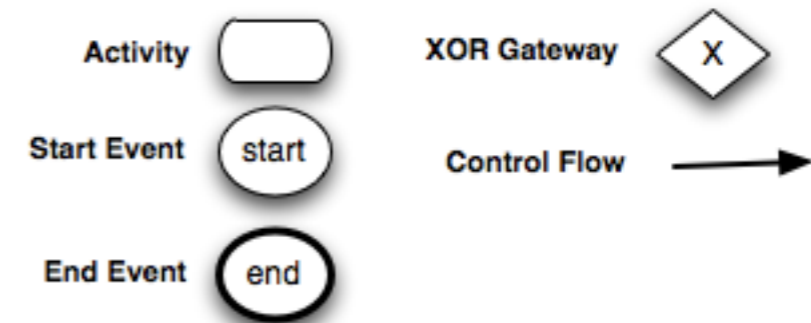 Activity
XOR Gateway
X
Start Event
start
Control Flow
End Event
end